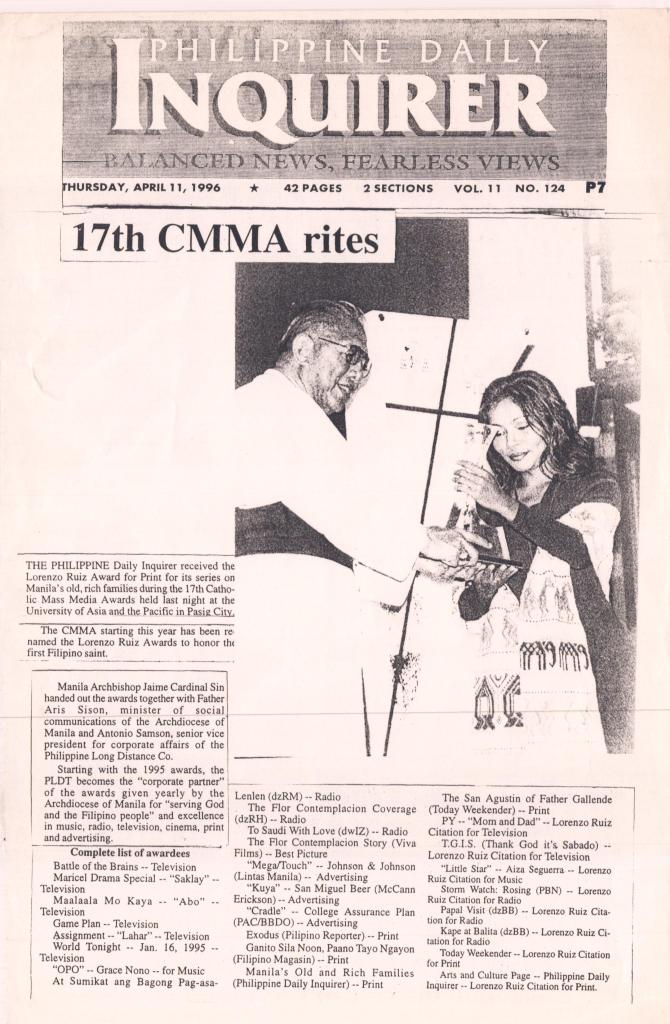 PHILIPPINE DAILY
INQUIRER
BALANCED NEWS, FEARLESS VIEWS
THURSDAY, APRIL 11, 1996 ★ 42 PAGES 2 SECTIONS VOL. 11 NO. 124 P7
17th CMMA rites
THE PHILIPPINE Daily Inquirer received the
Lorenzo Ruiz Award for Print for its series on
Manila's old, rich families during the 17th Catho-
lic Mass Media Awards held last night at the
University of Asia and the Pacific in Pasig City.
The CMMA starting this year has been re
named the Lorenzo Ruiz Awards to honor the
first Filipino saint.
Manila Archbishop Jaime Cardinal Sin
handed out the awards together with Father
Aris Sison, minister of social
communications of the Archdiocese of
Manila and Antonio Samson, senior vice
president for corporate affairs of the
Philippine Long Distance Co.
Starting with the 1995 awards, the
PLDT becomes the "corporate partner"
of the awards given yearly by the
Archdiocese of Manila for "serving God
and the Filipino people" and excellence
in music, radio, television, cinema, print
and advertising.
Complete list of awardees
Battle of the Brains -- Television
Maricel Drama Special -- "Saklay" --
Television
Maalaala Mo Kaya -- "Abo" --
Television
Game Plan -- Television
Assignment -- "Lahar" -- Television
World Tonight -- Jan. 16, 1995 --
Television
"OPO" -- Grace Nono -- for Music
At Sumikat ang Bagong Pag-asa-
Lenlen (dzRM) -- Radio
The Flor Contemplacion Coverage
(dzRH) -- Radio
To Saudi With Love (dwIZ) -- Radio
The Flor Contemplacion Story (Viva
Films) -- Best Picture
"Mega/Touch" -- Johnson & Johnson
(Lintas Manila) -- Advertising
"Kuya" -- San Miguel Beer (McCann
Erickson) -- Advertising
"Cradle" -- College Assurance Plan
(PAC/BBDO) -- Advertising
Exodus (Pilipino Reporter) -- Print
Ganito Sila Noon, Paano Tayo Ngayon
(Filipino Magasin) -- Print
Manila's Old and Rich Families
(Philippine Daily Inquirer) -- Print
The San Agustin of Father Gallende
(Today Weekender) -- Print
PY -- "Mom and Dad" -- Lorenzo Ruiz
Citation for Television
T.G.I.S. (Thank God it's Sabado) --
Lorenzo Ruiz Citation for Television
"Little Star" -- Aiza Seguerra -- Lorenzo
Ruiz Citation for Music
Storm Watch: Rosing (PBN) -- Lorenzo
Ruiz Citation for Radio
Papal Visit (dzBB) -- Lorenzo Ruiz Cita-
tion for Radio
Kape at Balita (dzBB) -- Lorenzo Ruiz Ci-
tation for Radio
Today Weekender -- Lorenzo Ruiz Citation
for Print
Arts and Culture Page -- Philippine Daily
Inquirer -- Lorenzo Ruiz Citation for Print.